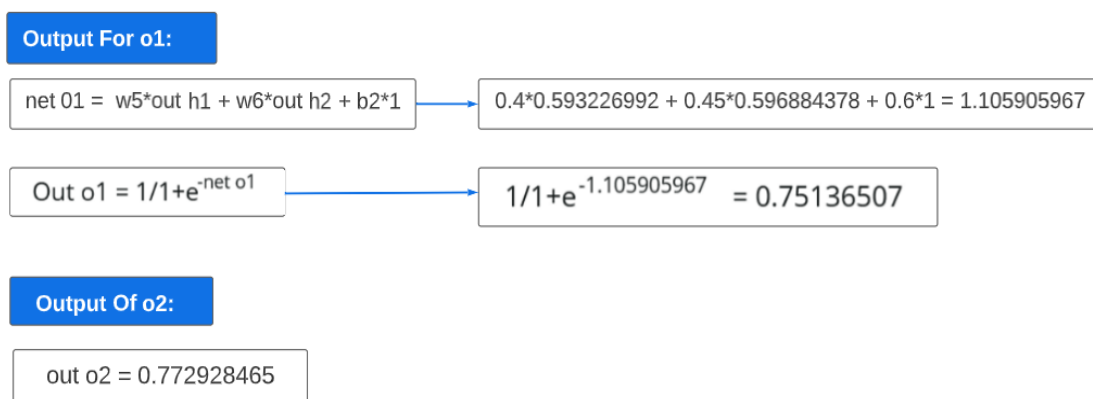 Output For o1:
net 01 = w5*out h1 + w6*out h2 + b2*1
0.4*0.593226992 + 0.45*0.596884378 + 0.6*1 = 1.105905967
Out o1 = 1/1+e^-net o1
1/1+e^-1.105905967 = 0.75136507
Output Of o2:
out o2 = 0.772928465